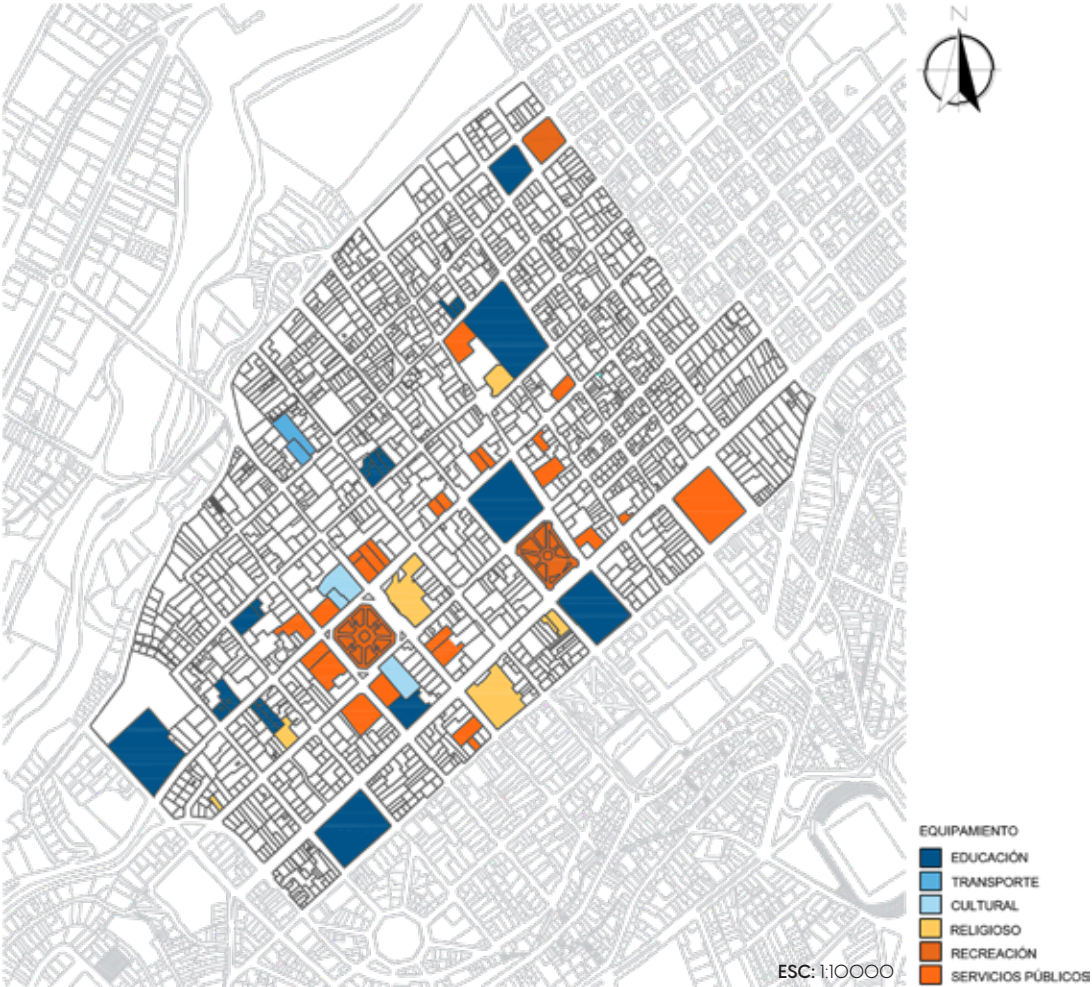 N
EQUIPAMIENTO
EDUCACIÓN
TRANSPORTE
CULTURAL
RELIGIOSO
RECREACIÓN
SERVICIOS PÚBLICOS
ESC: 1:10000